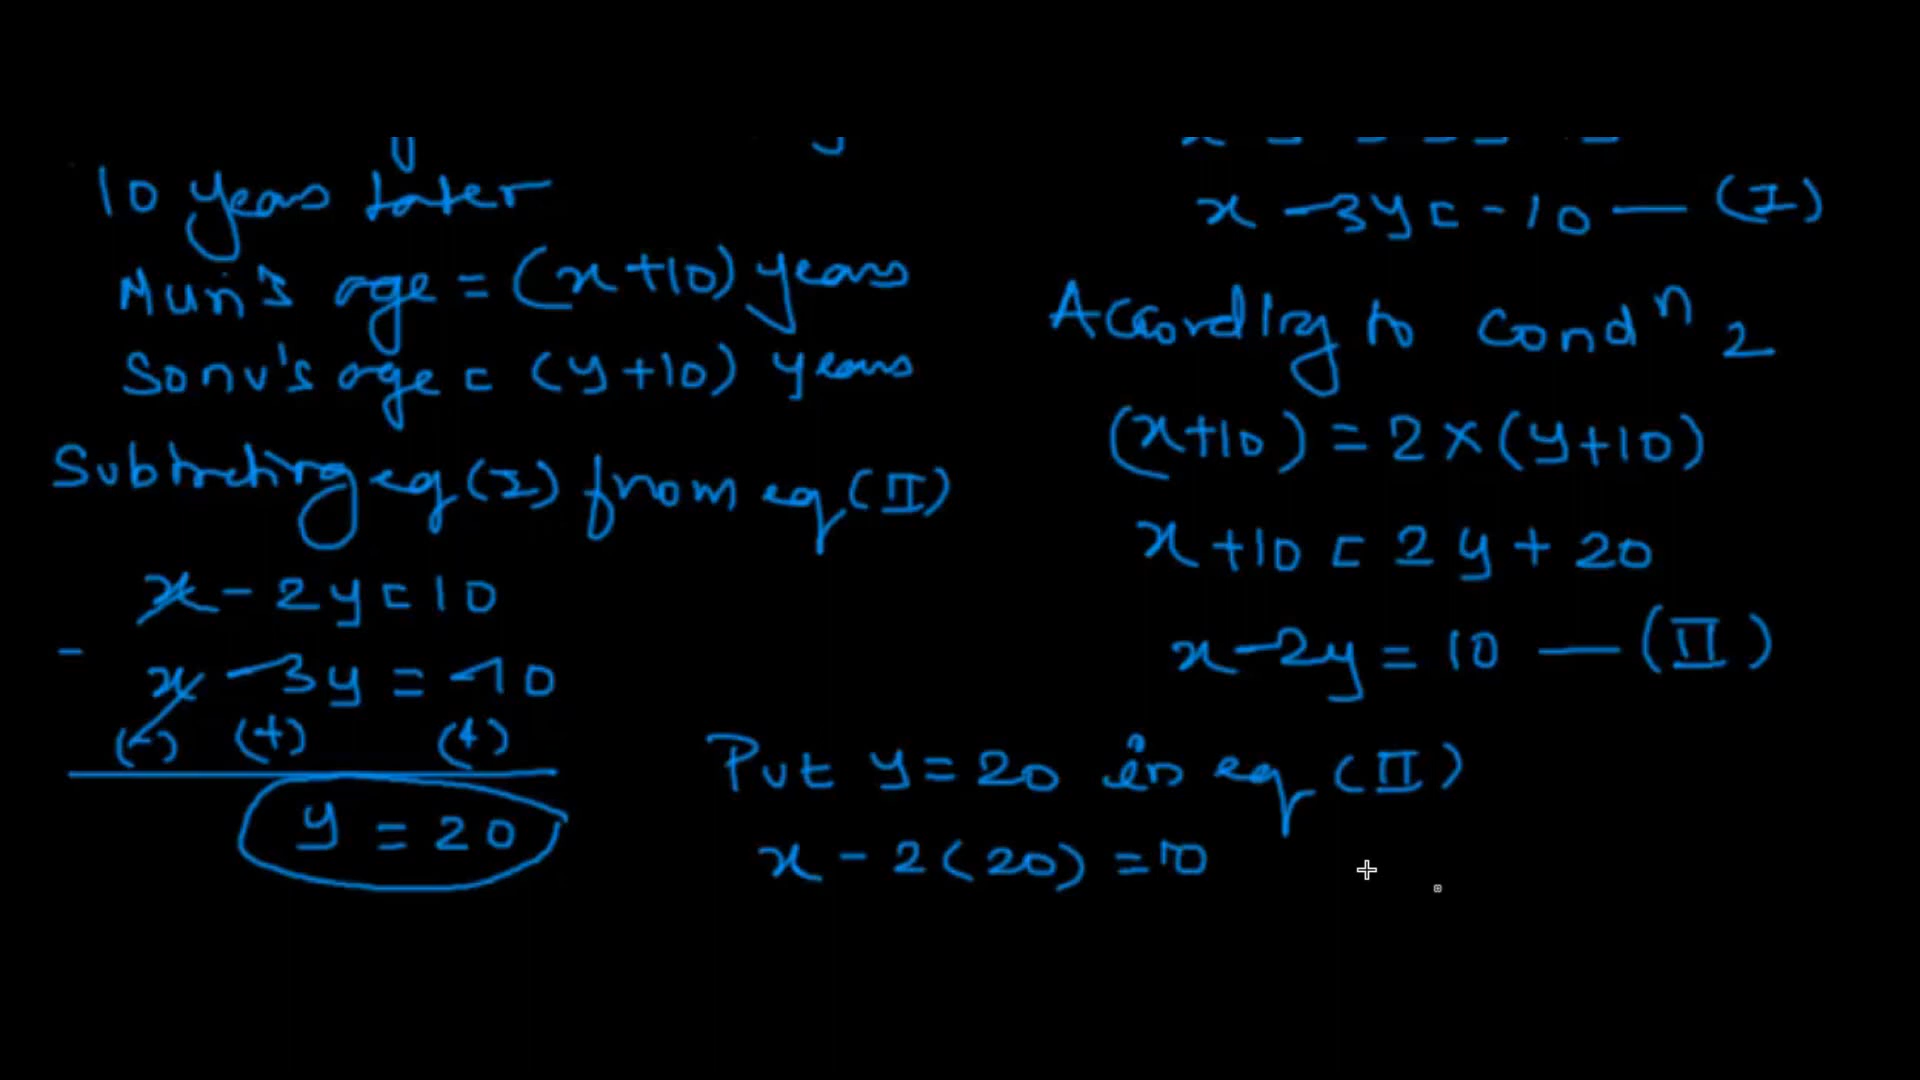 10 years later
Nuri's age = (x+10) years
Sonu's age = (y+10) years
Subtracting eq (I) from eq (II)
x - 2y = 10
- x - 3y = -10
(-) (+) (+)
y = 20
x - 3y = -10 — (I)
According to condⁿ 2
(x+10) = 2 × (y+10)
x + 10 = 2y + 20
x - 2y = 10 — (II)
Put y = 20 in eq (II)
x - 2(20) = 10